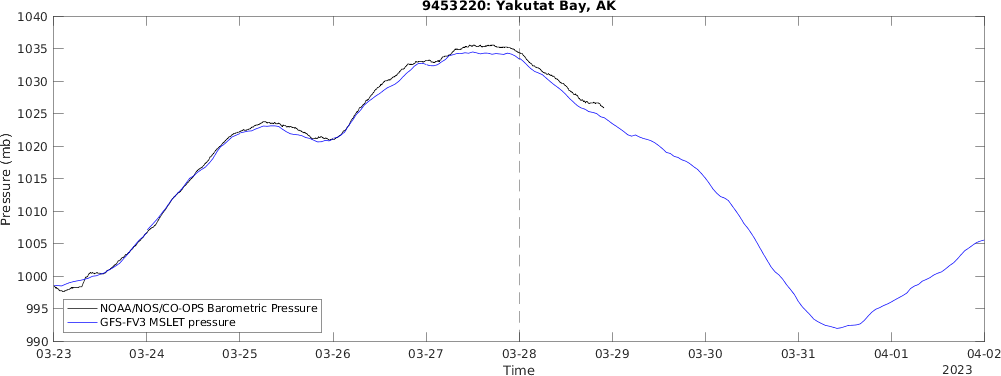 9453220: Yakutat Bay, AK
1040
1035
1030
1025
1020
1015
1010
1005
1000
995
990
Pressure (mb)
NOAA/NOS/CO-OPS Barometric Pressure
GFS-FV3 MSLET pressure
03-23 03-24 03-25 03-26 03-27 03-28 03-29 03-30 03-31 04-01 04-02
Time
2023